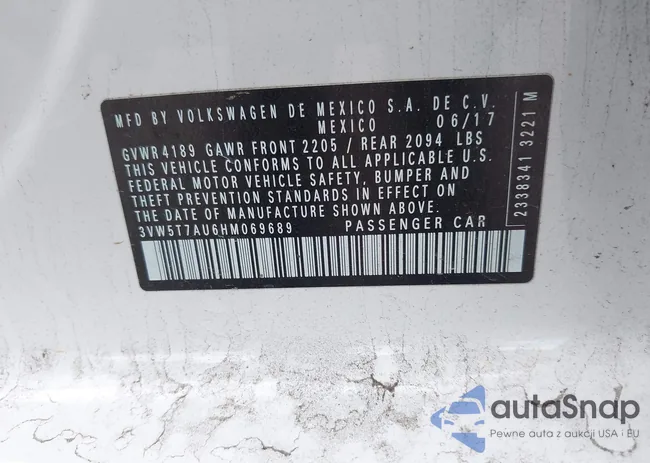 MFD BY VOLKSWAGEN DE MEXICO S.A. DE C.V.
MEXICO 06/17
GVWR 4189 GAWR FRONT 2205 / REAR 2094 LBS
THIS VEHICLE CONFORMS TO ALL APPLICABLE U.S.
FEDERAL MOTOR VEHICLE SAFETY, BUMPER AND
THEFT PREVENTION STANDARDS IN EFFECT ON
THE DATE OF MANUFACTURE SHOWN ABOVE.
3VW5T7AU6HM069689 PASSENGER CAR
2338341 3221 M
autoSnap
Pewne auta z aukcji USA i EU